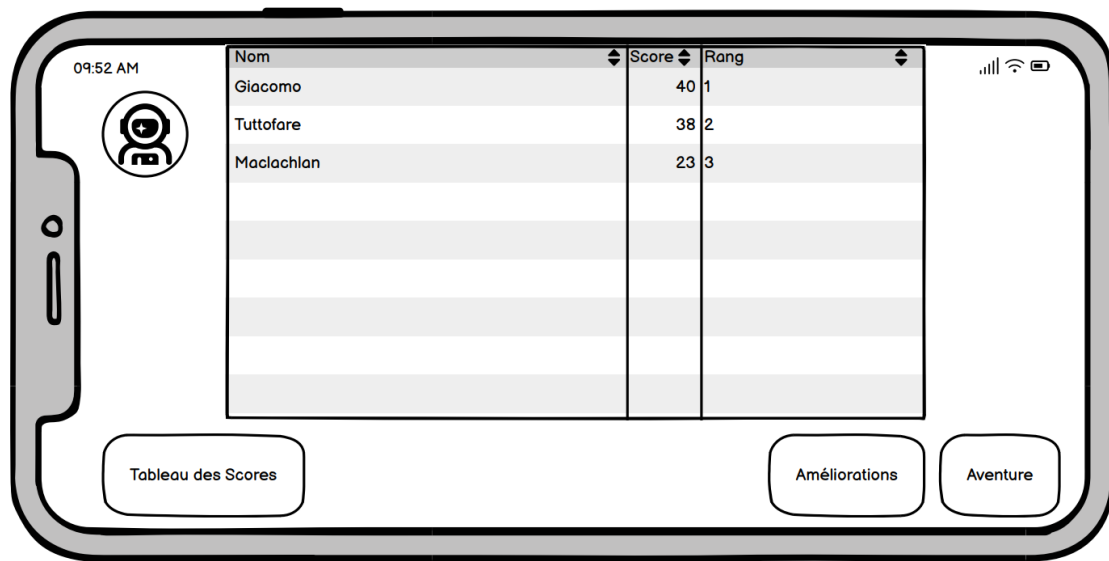 09:52 AM
Nom Score Rang
Giacomo 40 1
Tuttofare 38 2
Maclachlan 23 3
Tableau des Scores Améliorations Aventure